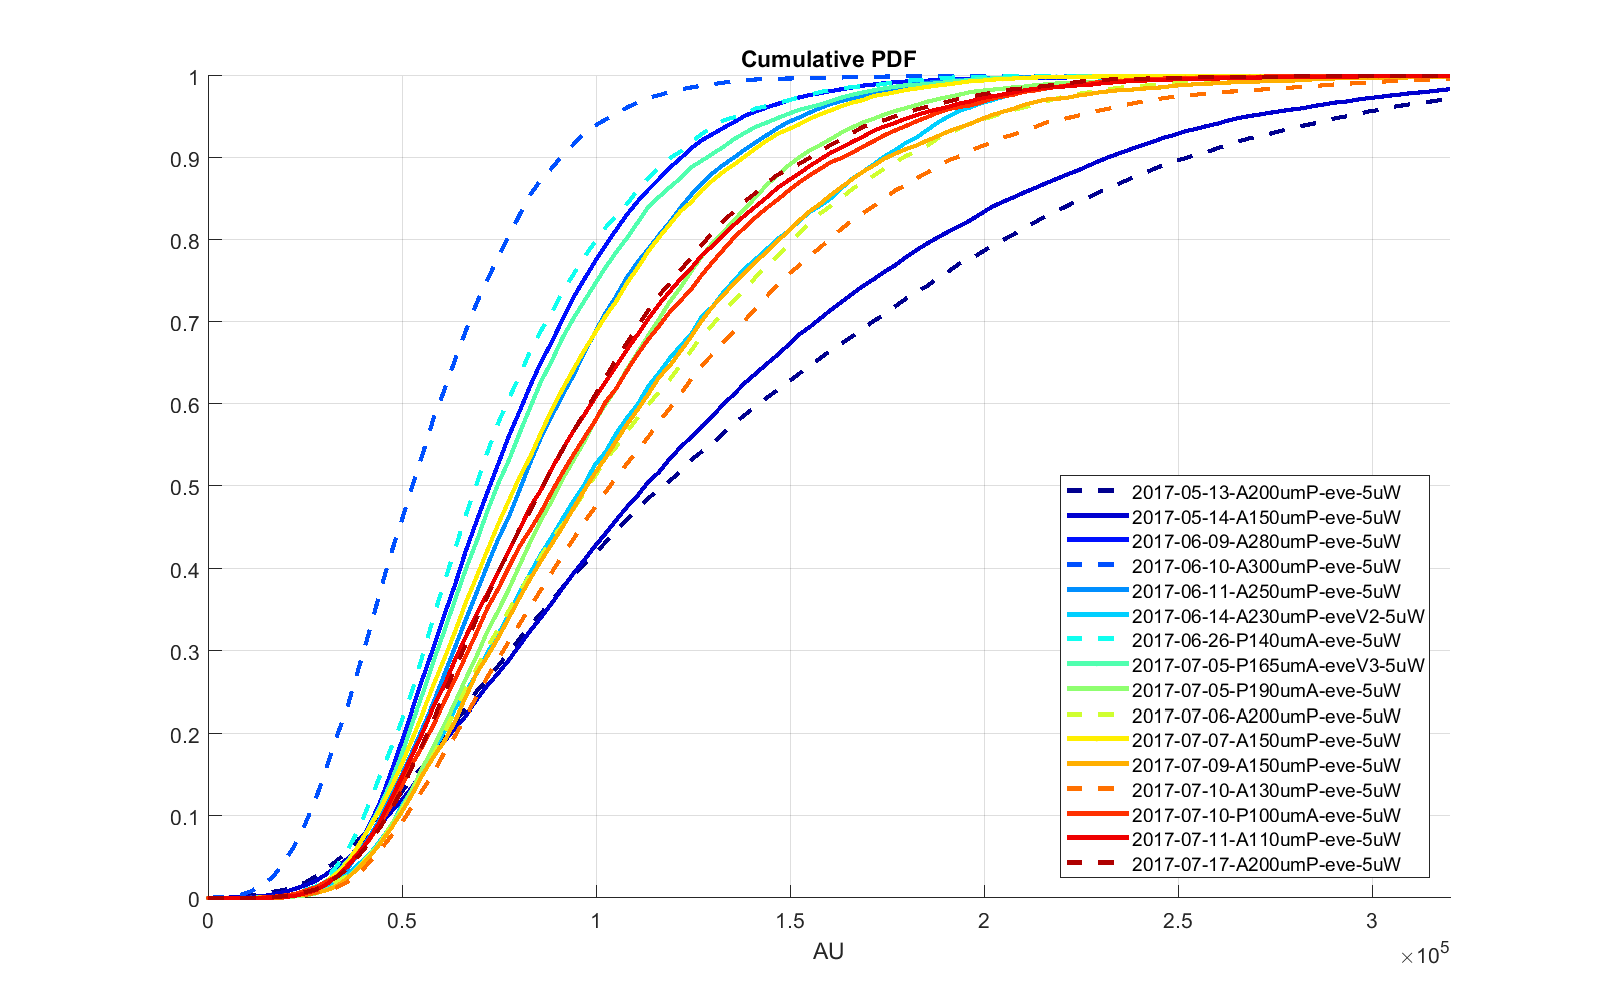 Cumulative PDF
1
0.9
0.8
0.7
0.6
0.5
0.4
0.3
0.2
0.1
0
2017-05-13-A200umP-eve-5uW
2017-05-14-A150umP-eve-5uW
2017-06-09-A280umP-eve-5uW
2017-06-10-A300umP-eve-5uW
2017-06-11-A250umP-eve-5uW
2017-06-14-A230umP-eveV2-5uW
2017-06-26-P140umA-eve-5uW
2017-07-05-P165umA-eveV3-5uW
2017-07-05-P190umA-eve-5uW
2017-07-06-A200umP-eve-5uW
2017-07-07-A150umP-eve-5uW
2017-07-09-A150umP-eve-5uW
2017-07-10-A130umP-eve-5uW
2017-07-10-P100umA-eve-5uW
2017-07-11-A110umP-eve-5uW
2017-07-17-A200umP-eve-5uW
0 0.5 1 1.5 2 2.5 3
AU
×10^5